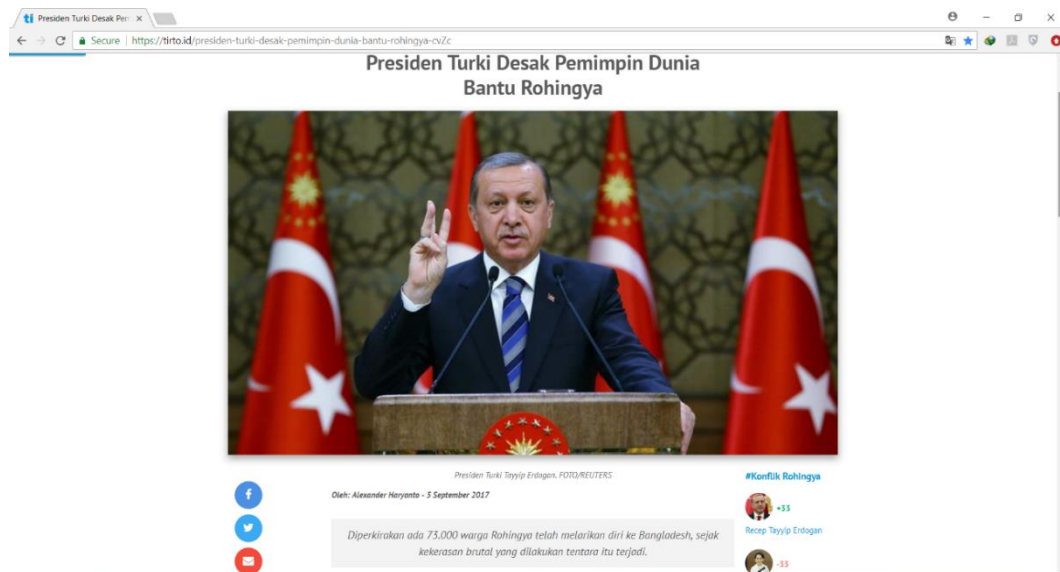 ti Presiden Turki Desak Pem
Secure | https://tirto.id/presiden-turki-desak-pemimpin-dunia-bantu-rohingya-cvZc
Presiden Turki Desak Pemimpin Dunia
Bantu Rohingya
Presiden Turki Tayyip Erdogan. FOTO/REUTERS
Oleh: Alexander Haryanto - 5 September 2017
Diperkirakan ada 73.000 warga Rohingya telah melarikan diri ke Bangladesh, sejak
kekerasan brutal yang dilakukan tentara itu terjadi.
#Konflik Rohingya
+33
Recep Tayyip Erdogan
-33